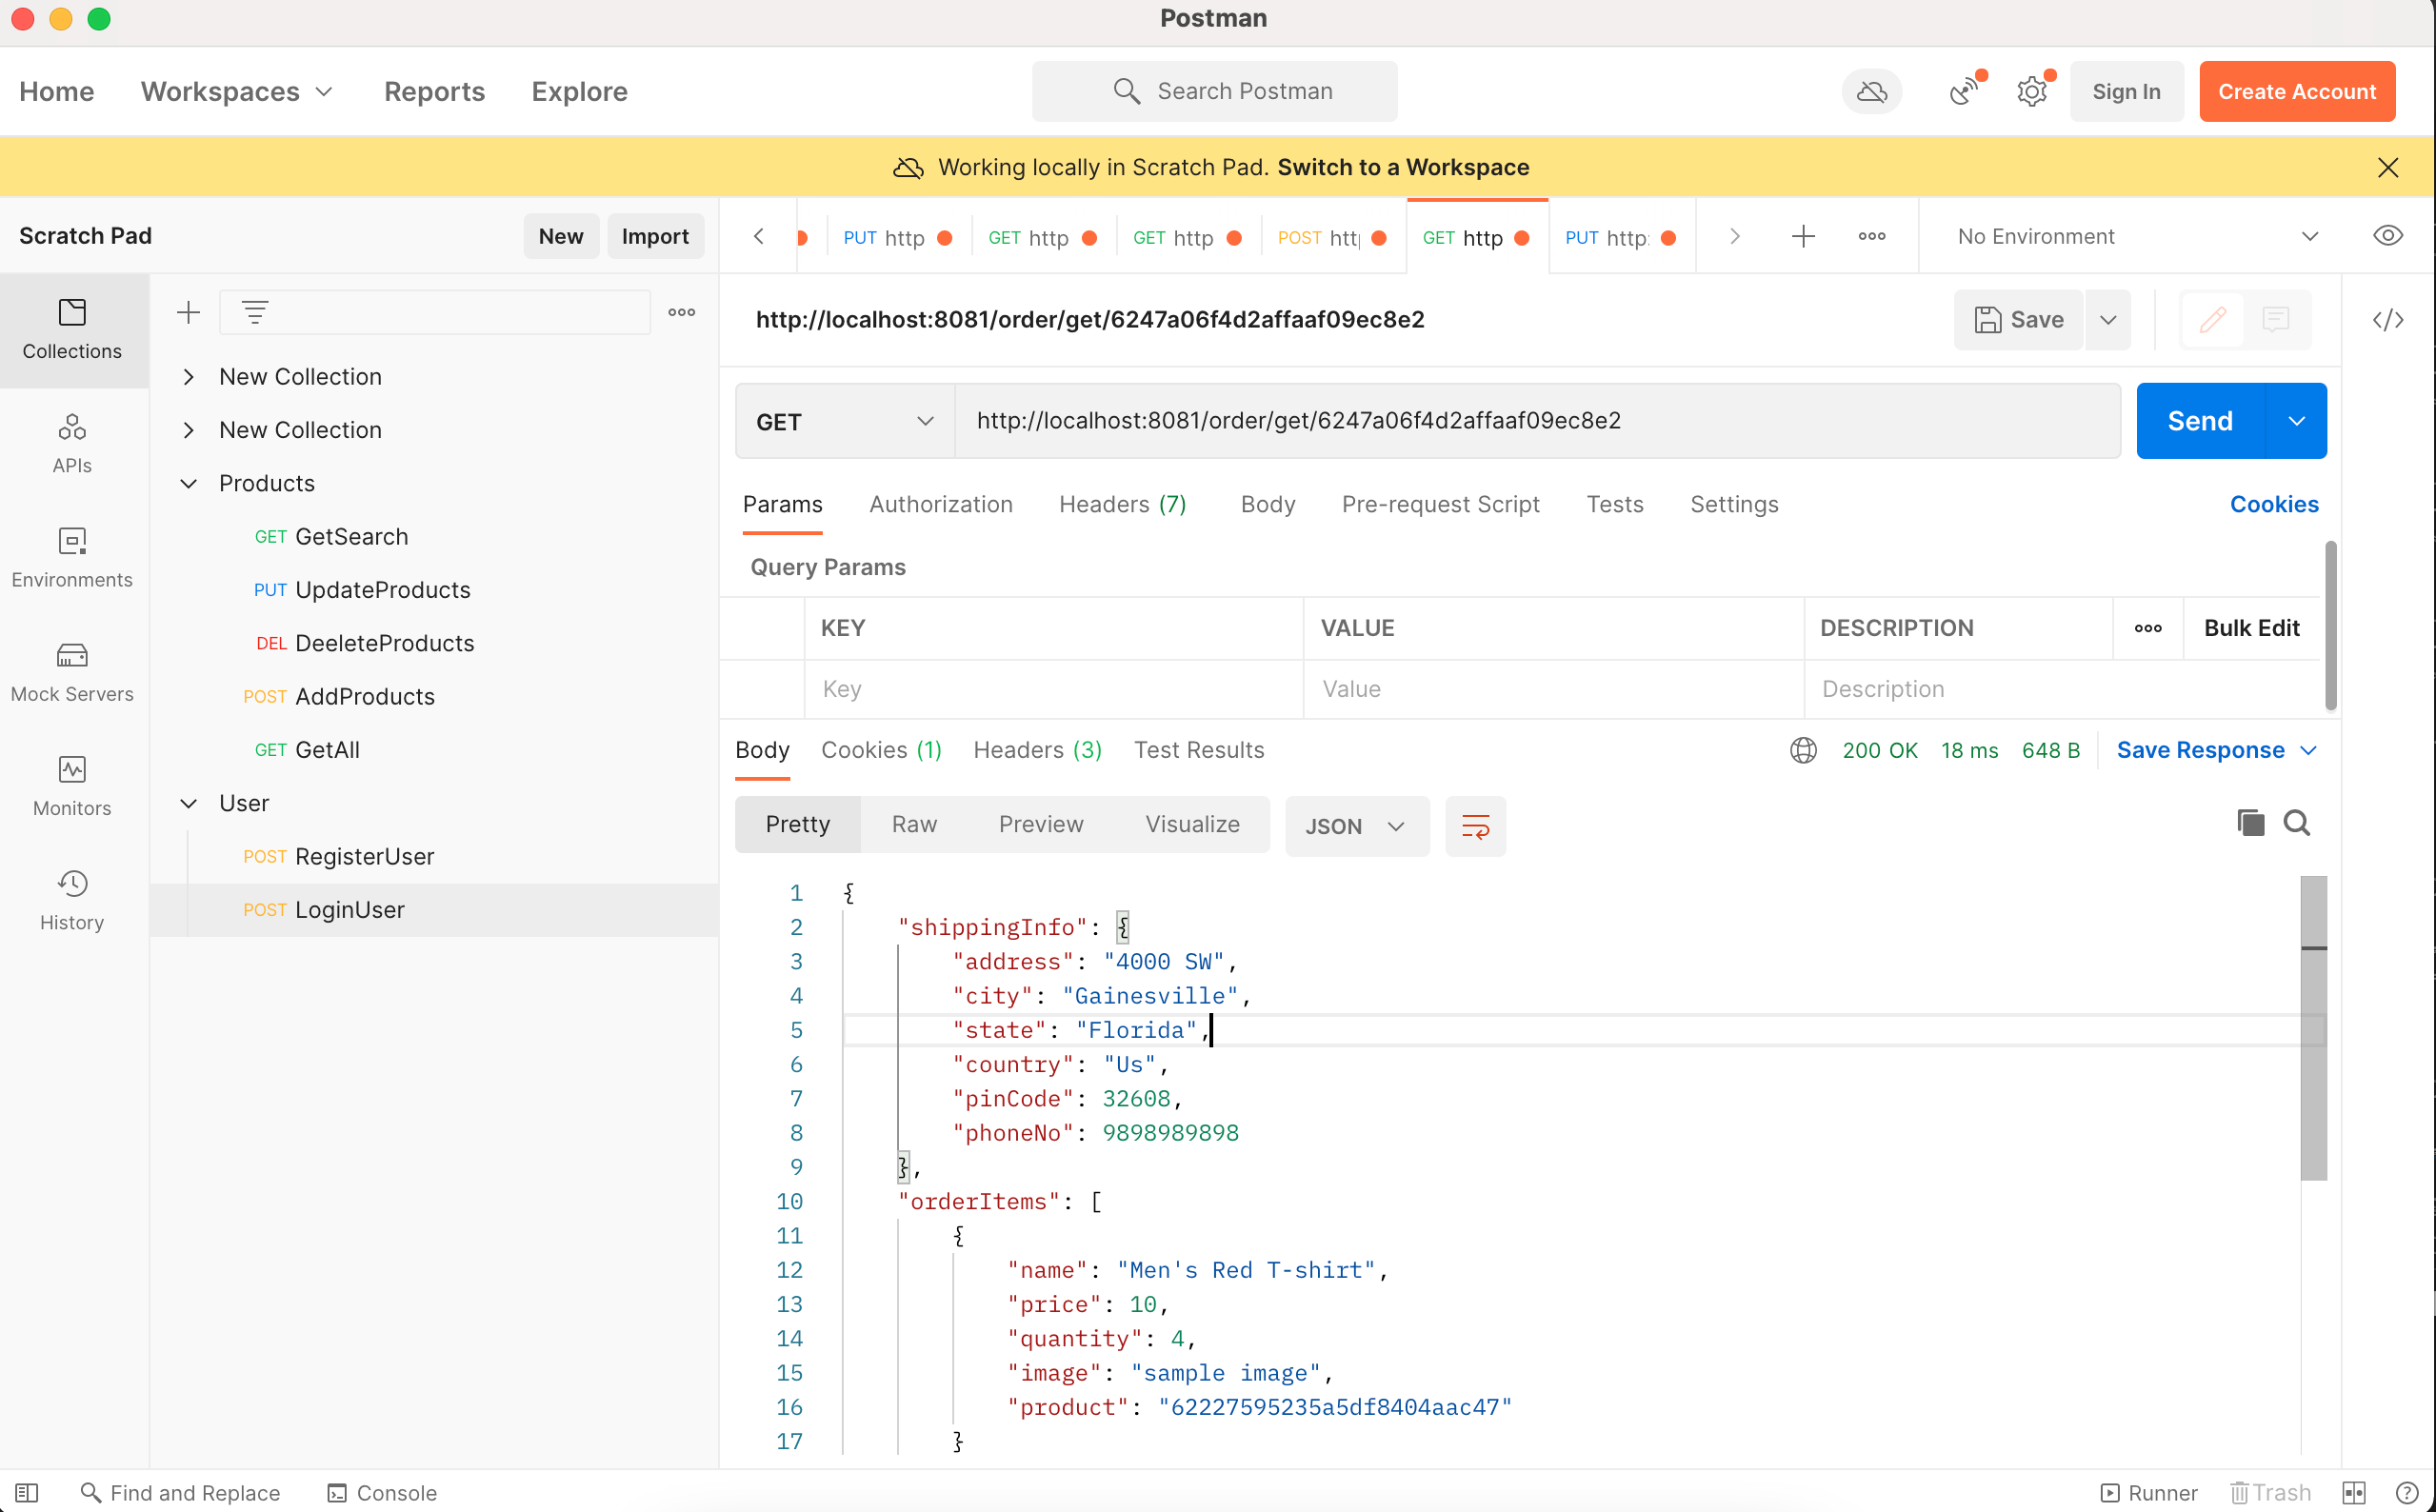 Postman
Home Workspaces Reports Explore Search Postman Sign In Create Account
Working locally in Scratch Pad. Switch to a Workspace
Scratch Pad New Import PUT http GET http GET http POST htt GET http PUT http: No Environment
http://localhost:8081/order/get/6247a06f4d2affaaf09ec8e2 Save
Collections
New Collection
New Collection
GET http://localhost:8081/order/get/6247a06f4d2affaaf09ec8e2 Send
APIs
Products
Params Authorization Headers (7) Body Pre-request Script Tests Settings Cookies
GET GetSearch
Query Params
Environments
PUT UpdateProducts
KEY VALUE DESCRIPTION Bulk Edit
DEL DeeleteProducts
Mock Servers
POST AddProducts
Key Value Description
GET GetAll
Body Cookies (1) Headers (3) Test Results 200 OK 18 ms 648 B Save Response
Monitors
User
Pretty Raw Preview Visualize JSON
POST RegisterUser
History
POST LoginUser
1 {
2 "shippingInfo": {
3 "address": "4000 SW",
4 "city": "Gainesville",
5 "state": "Florida",
6 "country": "Us",
7 "pinCode": 32608,
8 "phoneNo": 9898989898
9 },
10 "orderItems": [
11 {
12 "name": "Men's Red T-shirt",
13 "price": 10,
14 "quantity": 4,
15 "image": "sample image",
16 "product": "62227595235a5df8404aac47"
17 }
Find and Replace Console Runner Trash